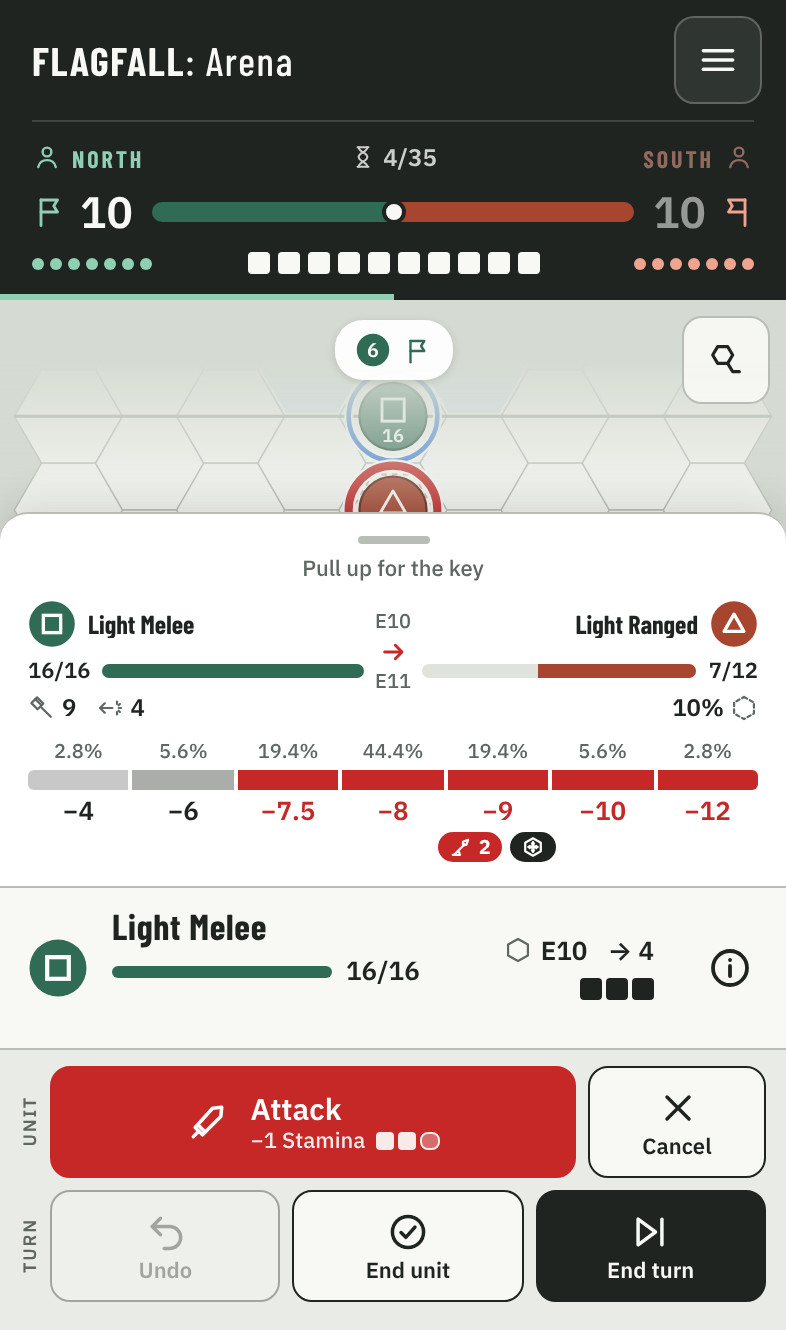 FLAGFALL: Arena
NORTH 4/35 SOUTH
10 10
6
16
Pull up for the key
Light Melee E10 Light Ranged
→
16/16 E11 7/12
9 4 10%
2.8% 5.6% 19.4% 44.4% 19.4% 5.6% 2.8%
−4 −6 −7.5 −8 −9 −10 −12
2
Light Melee
E10 → 4
16/16
UNIT
Attack
−1 Stamina
Cancel
TURN
Undo
End unit
End turn